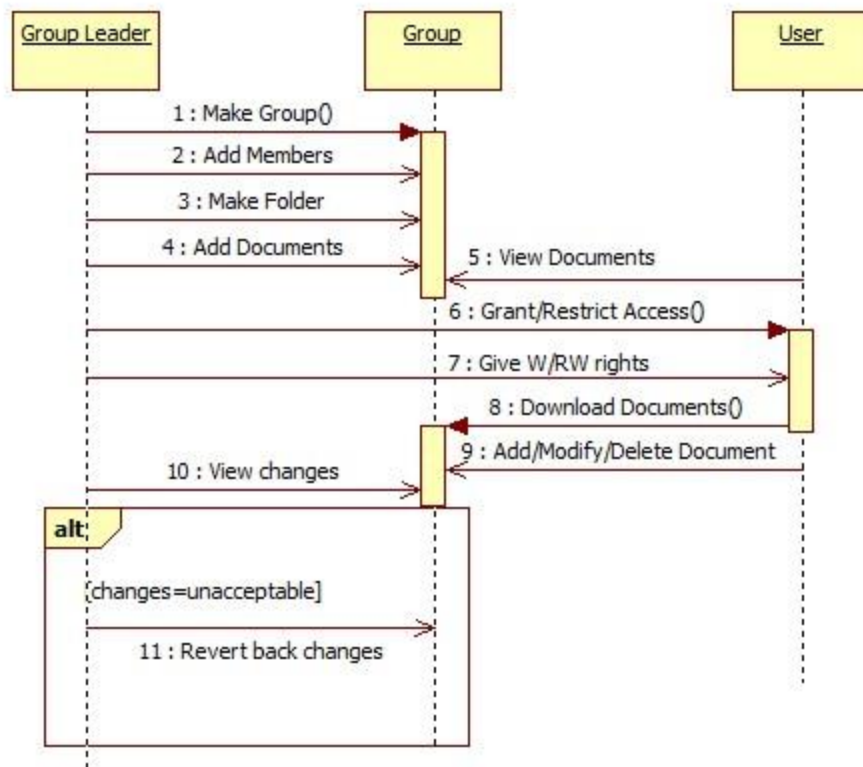 Group Leader
Group
User
1 : Make Group()
2 : Add Members
3 : Make Folder
4 : Add Documents
5 : View Documents
6 : Grant/Restrict Access()
7 : Give W/RW rights
8 : Download Documents()
9 : Add/Modify/Delete Document
10 : View changes
alt
[changes=unacceptable]
11 : Revert back changes